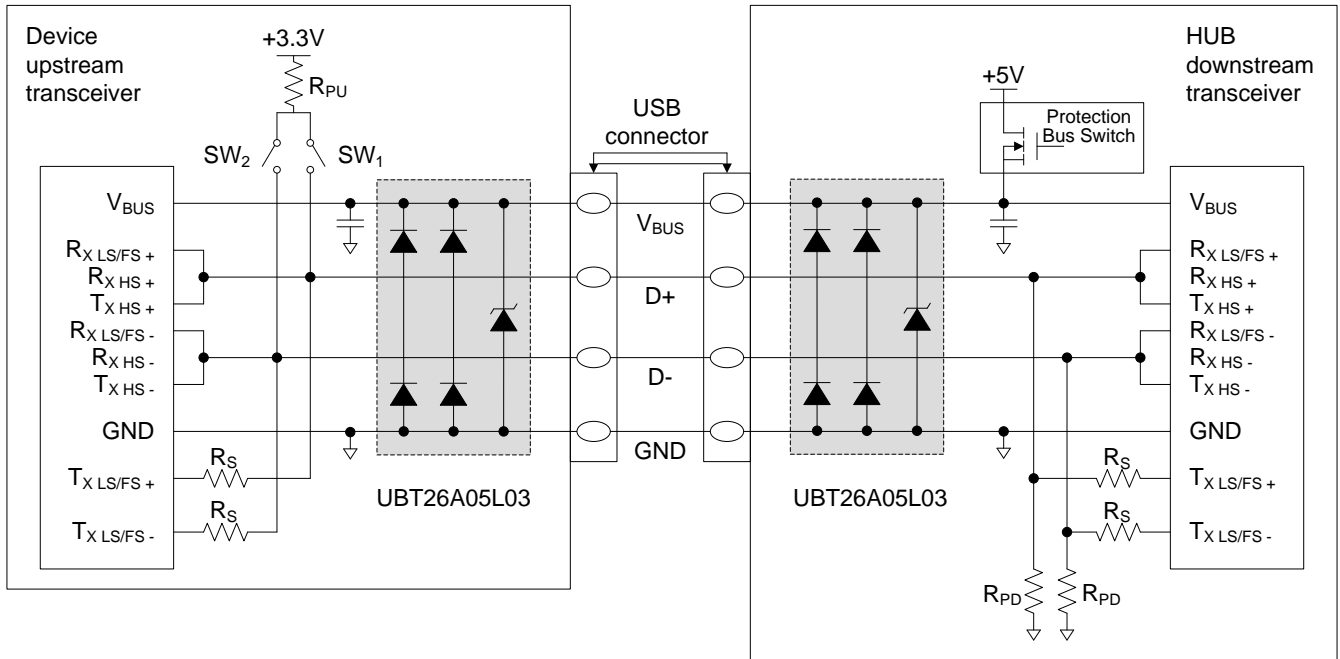 Device
upstream
transceiver
+3.3V
RPU
SW2
SW1
VBUS
RX LS/FS +
RX HS +
TX HS +
RX LS/FS -
RX HS -
TX HS -
GND
TX LS/FS +
TX LS/FS -
RS
RS
UBT26A05L03
USB
connector
VBUS
D+
D-
GND
HUB
downstream
transceiver
+5V
Protection
Bus Switch
UBT26A05L03
VBUS
RX LS/FS +
RX HS +
TX HS +
RX LS/FS -
RX HS -
TX HS -
GND
TX LS/FS +
TX LS/FS -
RS
RS
RPD
RPD